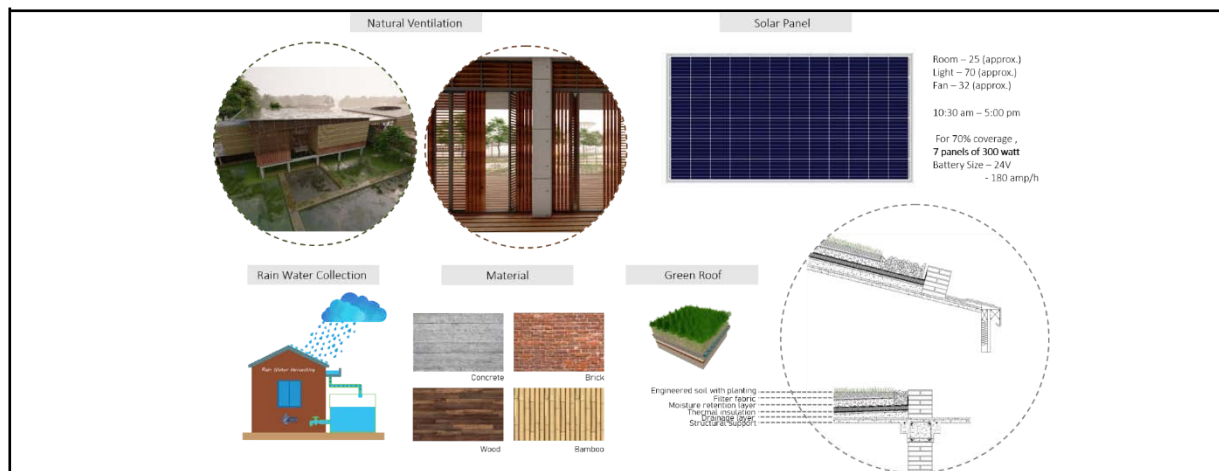 Natural Ventilation
Solar Panel
Room – 25 (approx.)
Light – 70 (approx.)
Fan – 32 (approx.)
10:30 am – 5:00 pm
For 70% coverage ,
7 panels of 300 watt
Battery Size – 24V
- 180 amp/h
Rain Water Collection
Material
Green Roof
Rain Water Harvesting
Concrete
Brick
Wood
Bamboo
Engineered soil with planting
Filter fabric
Moisture retention layer
Thermal insulation
Drainage layer
Structural Support